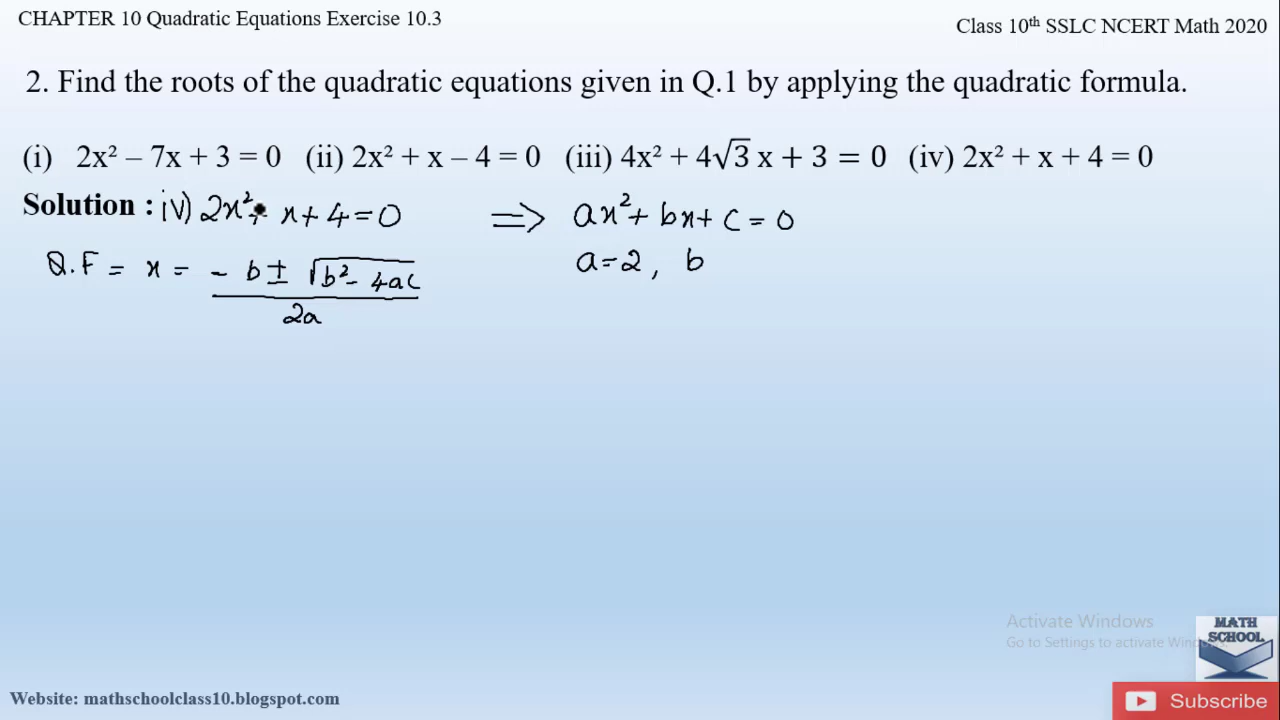 CHAPTER 10 Quadratic Equations Exercise 10.3
Class 10th SSLC NCERT Math 2020
2. Find the roots of the quadratic equations given in Q.1 by applying the quadratic formula.
(i) 2x² – 7x + 3 = 0 (ii) 2x² + x – 4 = 0 (iii) 4x² + 4√3 x + 3 = 0 (iv) 2x² + x + 4 = 0
Solution : iv) 2x² + x + 4 = 0 ⟹ ax² + bx + c = 0
Q.F = x = - b ± √b² - 4ac / 2a a = 2, b
Activate Windows
Go to Settings to activate Windows.
MATH
SCHOOL
Website: mathschoolclass10.blogspot.com
Subscribe